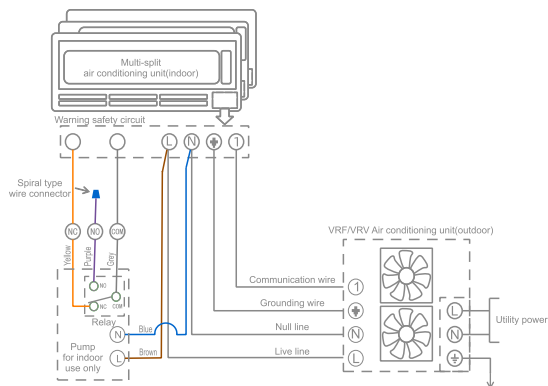 Multi-split
air conditioning unit(indoor)
Warning safety circuit
L N 1
Spiral type
wire connector
NC NO COM
Yellow
Purple
Gray
VRF/VRV Air conditioning unit(outdoor)
NO
NC COM
Relay
Communication wire
1
Grounding wire
L
Utility power
Blue
N
Null line
N
N
Pump
for indoor
use only
L
Brown
Live line
L